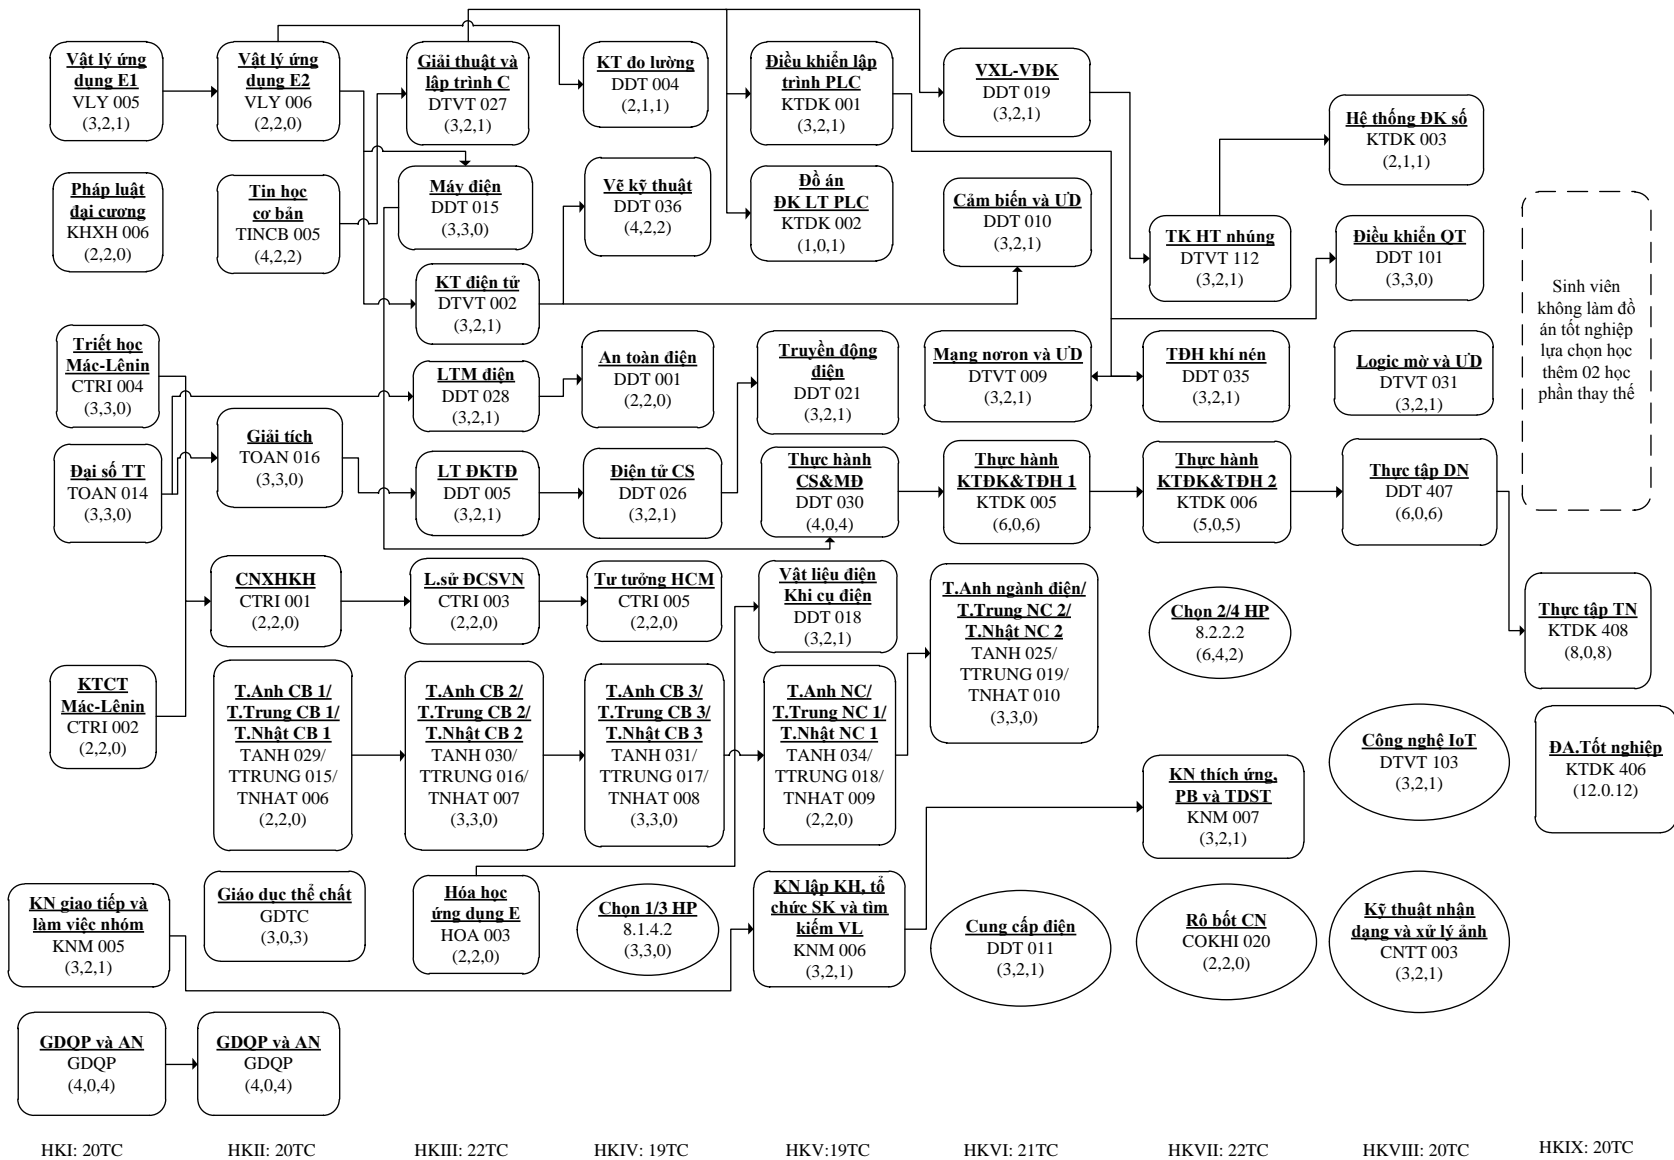 Vật lý ứng
dụng E1
VLY 005
(3,2,1)
Vật lý ứng
dụng E2
VLY 006
(2,2,0)
Giải thuật và
lập trình C
DTVT 027
(3,2,1)
KT đo lường
DDT 004
(2,1,1)
Điều khiển lập
trình PLC
KTDK 001
(3,2,1)
VXL-VĐK
DDT 019
(3,2,1)
Hệ thống ĐK số
KTDK 003
(2,1,1)
Pháp luật
đại cương
KHXH 006
(2,2,0)
Tin học
cơ bản
TINCB 005
(4,2,2)
Máy điện
DDT 015
(3,3,0)
Vẽ kỹ thuật
DDT 036
(4,2,2)
Đồ án
ĐK LT PLC
KTDK 002
(1,0,1)
Cảm biến và ƯD
DDT 010
(3,2,1)
TK HT nhúng
DTVT 112
(3,2,1)
Điều khiển QT
DDT 101
(3,3,0)
Sinh viên
không làm đồ
án tốt nghiệp
lựa chọn học
thêm 02 học
phần thay thế
KT điện tử
DTVT 002
(3,2,1)
Triết học
Mác-Lênin
CTRI 004
(3,3,0)
LTM điện
DDT 028
(3,2,1)
An toàn điện
DDT 001
(2,2,0)
Truyền động
điện
DDT 021
(3,2,1)
Mạng nơron và ƯD
DTVT 009
(3,2,1)
TĐH khí nén
DDT 035
(3,2,1)
Logic mờ và ƯD
DTVT 031
(3,2,1)
Đại số TT
TOAN 014
(3,3,0)
Giải tích
TOAN 016
(3,3,0)
LT ĐKTĐ
DDT 005
(3,2,1)
Điện tử CS
DDT 026
(3,2,1)
Thực hành
CS&MĐ
DDT 030
(4,0,4)
Thực hành
KTĐK&TĐH 1
KTDK 005
(6,0,6)
Thực hành
KTĐK&TĐH 2
KTDK 006
(5,0,5)
Thực tập DN
DDT 407
(6,0,6)
CNXHKH
CTRI 001
(2,2,0)
L.sử ĐCSVN
CTRI 003
(2,2,0)
Tư tưởng HCM
CTRI 005
(2,2,0)
Vật liệu điện
Khi cụ điện
DDT 018
(3,2,1)
T.Anh ngành điện/
T.Trung NC 2/
T.Nhật NC 2
TANH 025/
TTRUNG 019/
TNHAT 010
(3,3,0)
Chọn 2/4 HP
8.2.2.2
(6,4,2)
Thực tập TN
KTDK 408
(8,0,8)
KTCT
Mác-Lênin
CTRI 002
(2,2,0)
T.Anh CB 1/
T.Trung CB 1/
T.Nhật CB 1
TANH 029/
TTRUNG 015/
TNHAT 006
(2,2,0)
T.Anh CB 2/
T.Trung CB 2/
T.Nhật CB 2
TANH 030/
TTRUNG 016/
TNHAT 007
(3,3,0)
T.Anh CB 3/
T.Trung CB 3/
T.Nhật CB 3
TANH 031/
TTRUNG 017/
TNHAT 008
(3,3,0)
T.Anh NC/
T.Trung NC 1/
T.Nhật NC 1
TANH 034/
TTRUNG 018/
TNHAT 009
(2,2,0)
KN thích ứng,
PB và TDST
KNM 007
(3,2,1)
Công nghệ IoT
DTVT 103
(3,2,1)
ĐA.Tốt nghiệp
KTDK 406
(12.0.12)
KN giao tiếp và
làm việc nhóm
KNM 005
(3,2,1)
Giáo dục thể chất
GDTC
(3,0,3)
Hóa học
ứng dụng E
HOA 003
(2,2,0)
Chọn 1/3 HP
8.1.4.2
(3,3,0)
KN lập KH, tổ
chức SK và tìm
kiếm VL
KNM 006
(3,2,1)
Cung cấp điện
DDT 011
(3,2,1)
Rô bốt CN
COKHI 020
(2,2,0)
Kỹ thuật nhận
dạng và xử lý ảnh
CNTT 003
(3,2,1)
GDQP và AN
GDQP
(4,0,4)
GDQP và AN
GDQP
(4,0,4)
HKI: 20TC
HKII: 20TC
HKIII: 22TC
HKIV: 19TC
HKV:19TC
HKVI: 21TC
HKVII: 22TC
HKVIII: 20TC
HKIX: 20TC